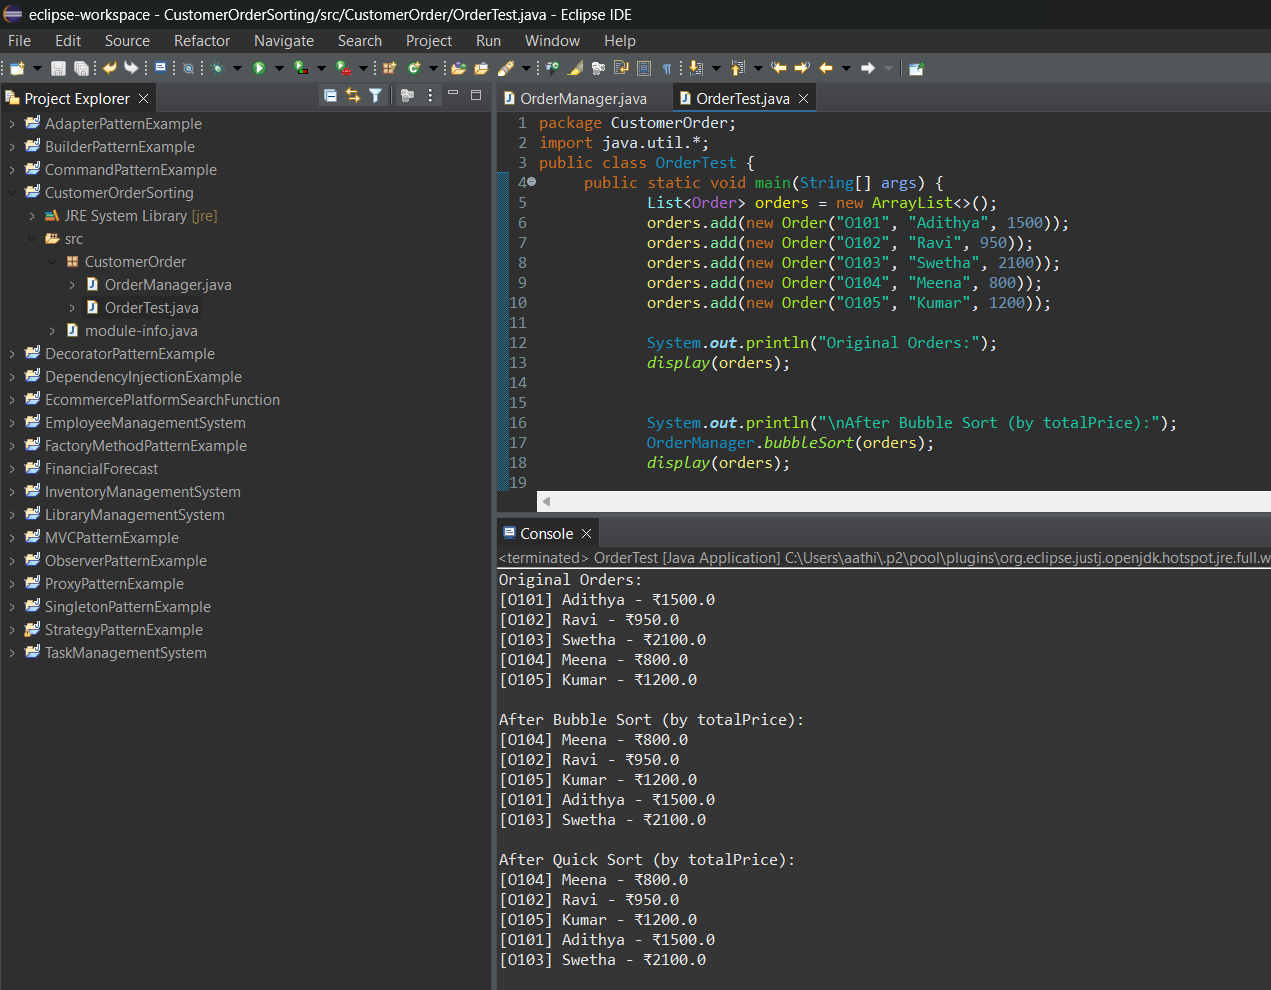 eclipse-workspace - CustomerOrderSorting/src/CustomerOrder/OrderTest.java - Eclipse IDE
File Edit Source Refactor Navigate Search Project Run Window Help
Project Explorer
AdapterPatternExample
BuilderPatternExample
CommandPatternExample
CustomerOrderSorting
JRE System Library [jre]
src
CustomerOrder
OrderManager.java
OrderTest.java
module-info.java
DecoratorPatternExample
DependencyInjectionExample
EcommercePlatformSearchFunction
EmployeeManagementSystem
FactoryMethodPatternExample
FinancialForecast
InventoryManagementSystem
LibraryManagementSystem
MVCPatternExample
ObserverPatternExample
ProxyPatternExample
SingletonPatternExample
StrategyPatternExample
TaskManagementSystem
OrderManager.java OrderTest.java
1 package CustomerOrder;
2 import java.util.*;
3 public class OrderTest {
4 public static void main(String[] args) {
5 List<Order> orders = new ArrayList<>();
6 orders.add(new Order("O101", "Adithya", 1500));
7 orders.add(new Order("O102", "Ravi", 950));
8 orders.add(new Order("O103", "Swetha", 2100));
9 orders.add(new Order("O104", "Meena", 800));
10 orders.add(new Order("O105", "Kumar", 1200));
11
12 System.out.println("Original Orders:");
13 display(orders);
14
15
16 System.out.println("\nAfter Bubble Sort (by totalPrice):");
17 OrderManager.bubbleSort(orders);
18 display(orders);
19
Console
<terminated> OrderTest [Java Application] C:\Users\aathi\.p2\pool\plugins\org.eclipse.justj.openjdk.hotspot.jre.full.w
Original Orders:
[O101] Adithya - ₹1500.0
[O102] Ravi - ₹950.0
[O103] Swetha - ₹2100.0
[O104] Meena - ₹800.0
[O105] Kumar - ₹1200.0
After Bubble Sort (by totalPrice):
[O104] Meena - ₹800.0
[O102] Ravi - ₹950.0
[O105] Kumar - ₹1200.0
[O101] Adithya - ₹1500.0
[O103] Swetha - ₹2100.0
After Quick Sort (by totalPrice):
[O104] Meena - ₹800.0
[O102] Ravi - ₹950.0
[O105] Kumar - ₹1200.0
[O101] Adithya - ₹1500.0
[O103] Swetha - ₹2100.0